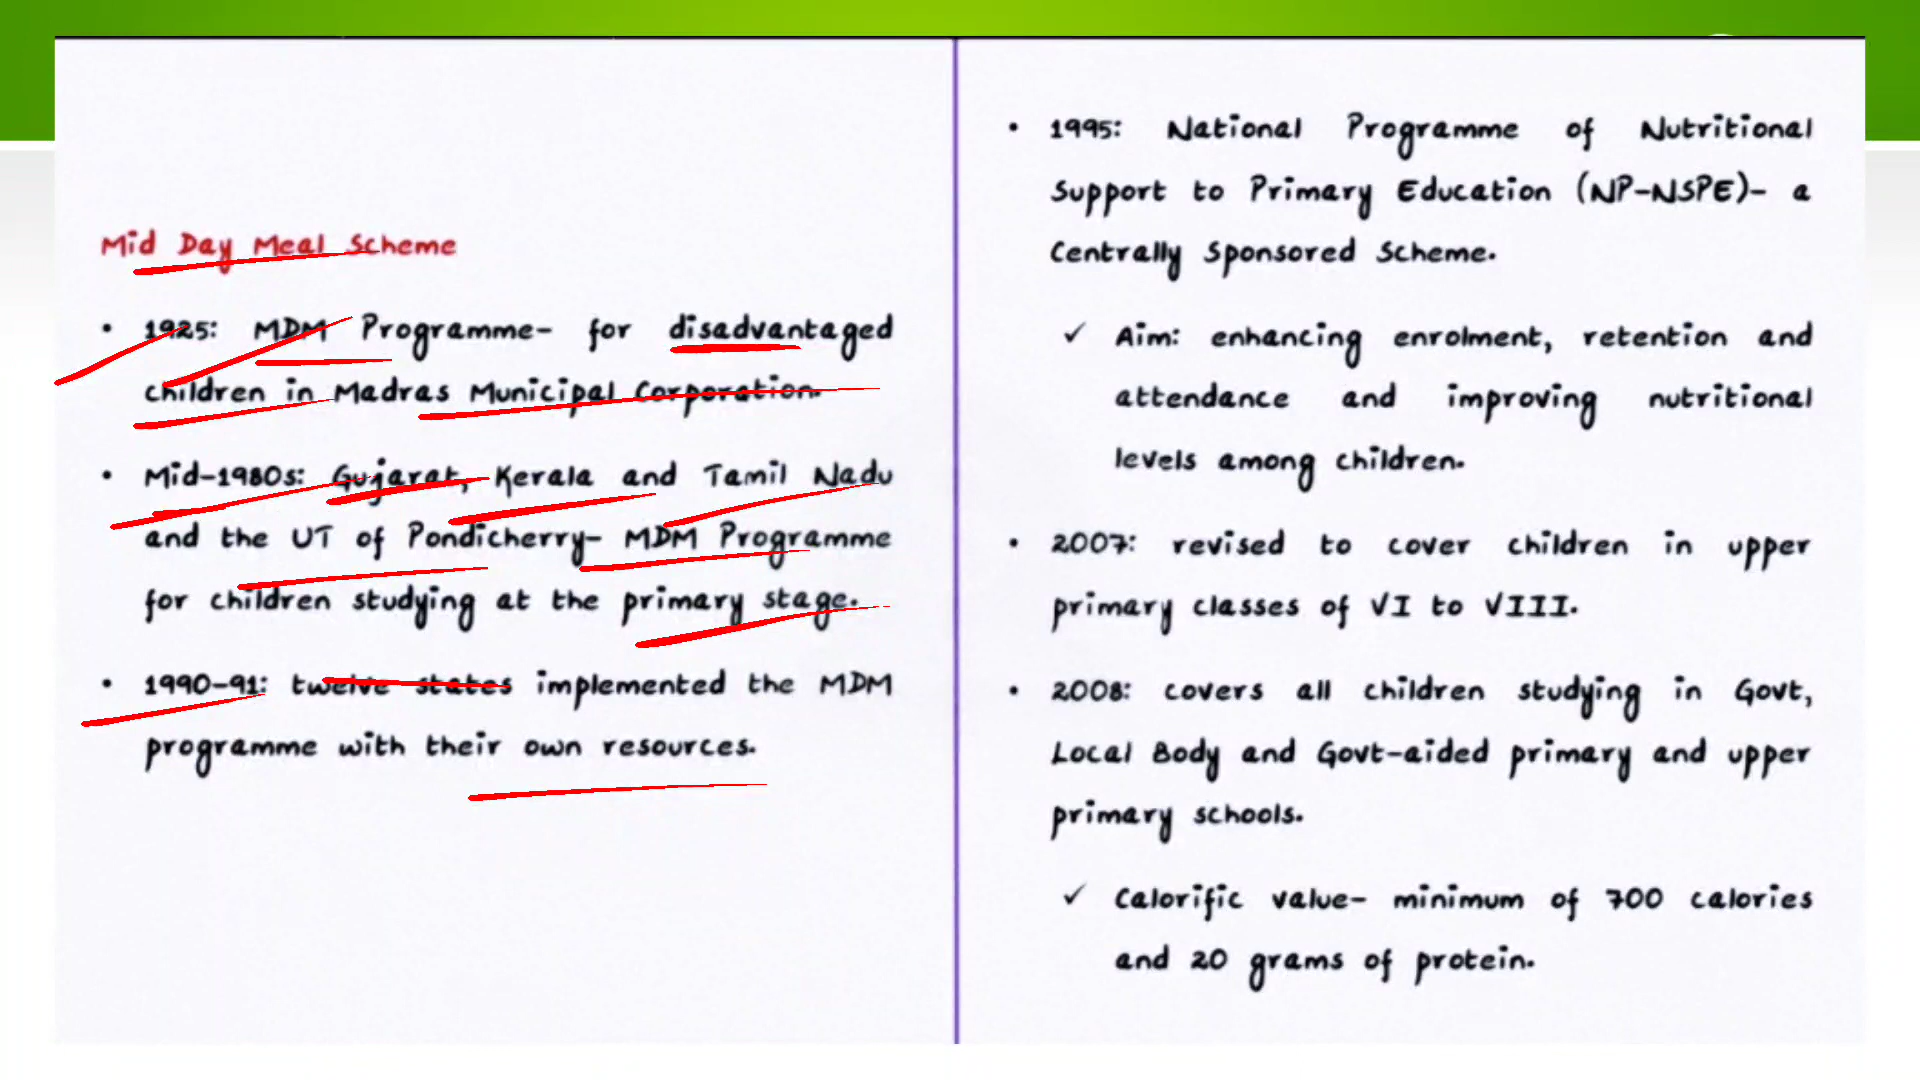 Mid Day Meal Scheme
• 1925: MDM Programme- for disadvantaged
children in Madras Municipal Corporation.
• Mid-1980s: Gujarat, Kerala and Tamil Nadu
and the UT of Pondicherry- MDM Programme
for children studying at the primary stage.
• 1990-91: twelve states implemented the MDM
programme with their own resources.
• 1995: National Programme of Nutritional
Support to Primary Education (NP-NSPE)- a
Centrally Sponsored Scheme.
✓ Aim: enhancing enrolment, retention and
attendance and improving nutritional
levels among children.
• 2007: revised to cover children in upper
primary classes of VI to VIII.
• 2008: covers all children studying in Govt,
Local Body and Govt-aided primary and upper
primary schools.
✓ Calorific value- minimum of 700 calories
and 20 grams of protein.